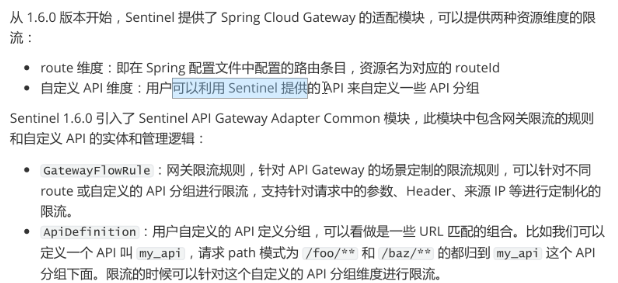 从 1.6.0 版本开始，Sentinel 提供了 Spring Cloud Gateway 的适配模块，可以提供两种资源维度的限
流：
• route 维度：即在 Spring 配置文件中配置的路由条目，资源名为对应的 routeId
• 自定义 API 维度：用户可以利用 Sentinel 提供的 API 来自定义一些 API 分组
Sentinel 1.6.0 引入了 Sentinel API Gateway Adapter Common 模块，此模块中包含网关限流的规则
和自定义 API 的实体和管理逻辑：
• GatewayFlowRule：网关限流规则，针对 API Gateway 的场景定制的限流规则，可以针对不同
route 或自定义的 API 分组进行限流，支持针对请求中的参数、Header、来源 IP 等进行定制化的
限流。
• ApiDefinition：用户自定义的 API 定义分组，可以看做是一些 URL 匹配的组合。比如我们可以
定义一个 API 叫 my_api，请求 path 模式为 /foo/** 和 /baz/** 的都归到 my_api 这个 API
分组下面。限流的时候可以针对这个自定义的 API 分组维度进行限流。